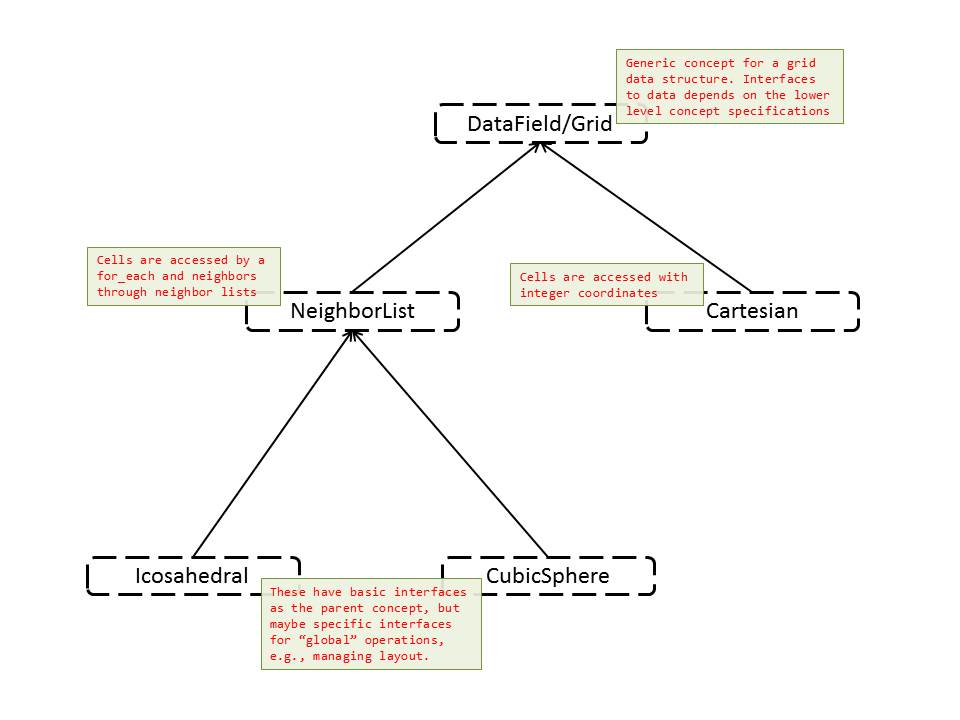 Generic concept for a grid
data structure. Interfaces
to data depends on the lower
level concept specifications
DataField/Grid
Cells are accessed by a
for_each and neighbors
through neighbor lists
NeighborList
Cells are accessed with
integer coordinates
Cartesian
Icosahedral
CubicSphere
These have basic interfaces
as the parent concept, but
maybe specific interfaces
for “global” operations,
e.g., managing layout.